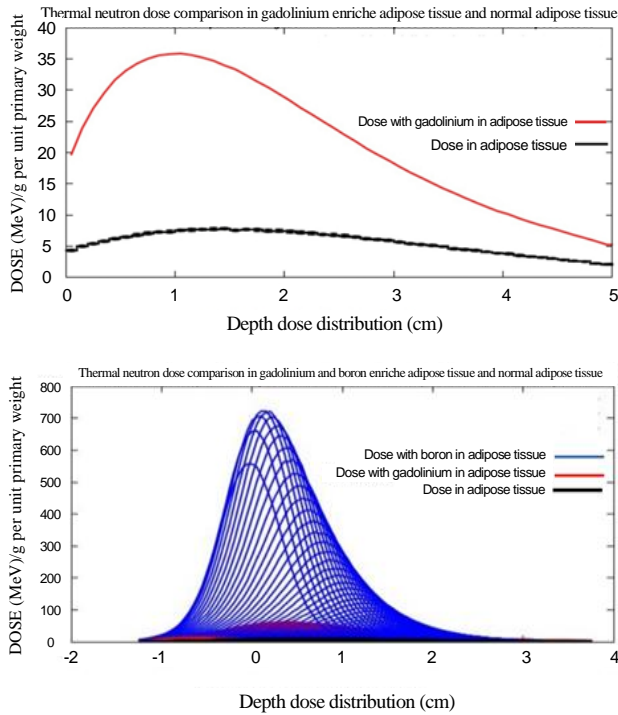 Thermal neutron dose comparison in gadolinium enriche adipose tissue and normal adipose tissue
DOSE (MeV)/g per unit primary weight
40
35
30
25
20
15
10
5
0
Dose with gadolinium in adipose tissue
Dose in adipose tissue
0 1 2 3 4 5
Depth dose distribution (cm)
Thermal neutron dose comparison in gadolinium and boron enriche adipose tissue and normal adipose tissue
DOSE (MeV)/g per unit primary weight
800
700
600
500
400
300
200
100
0
Dose with boron in adipose tissue
Dose with gadolinium in adipose tissue
Dose in adipose tissue
-2 -1 0 1 2 3 4
Depth dose distribution (cm)